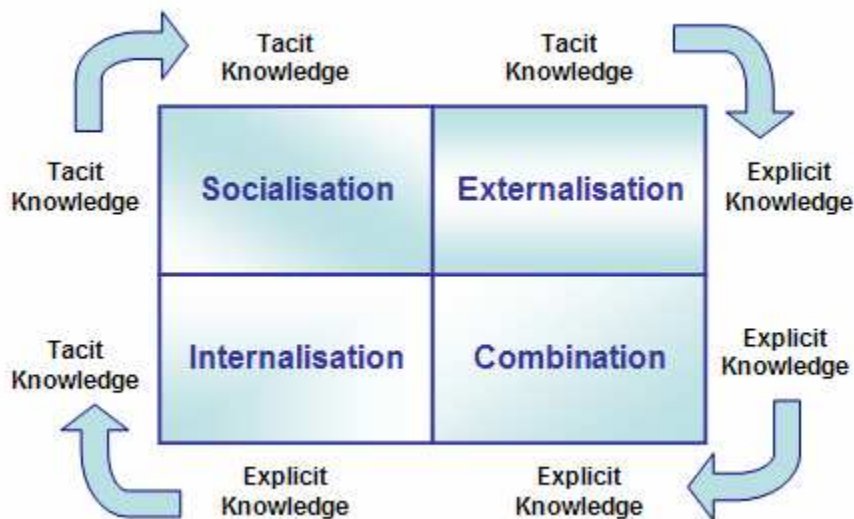 Tacit
Knowledge
Tacit
Knowledge
Tacit
Knowledge
Socialisation
Externalisation
Explicit
Knowledge
Tacit
Knowledge
Internalisation
Combination
Explicit
Knowledge
Explicit
Knowledge
Explicit
Knowledge